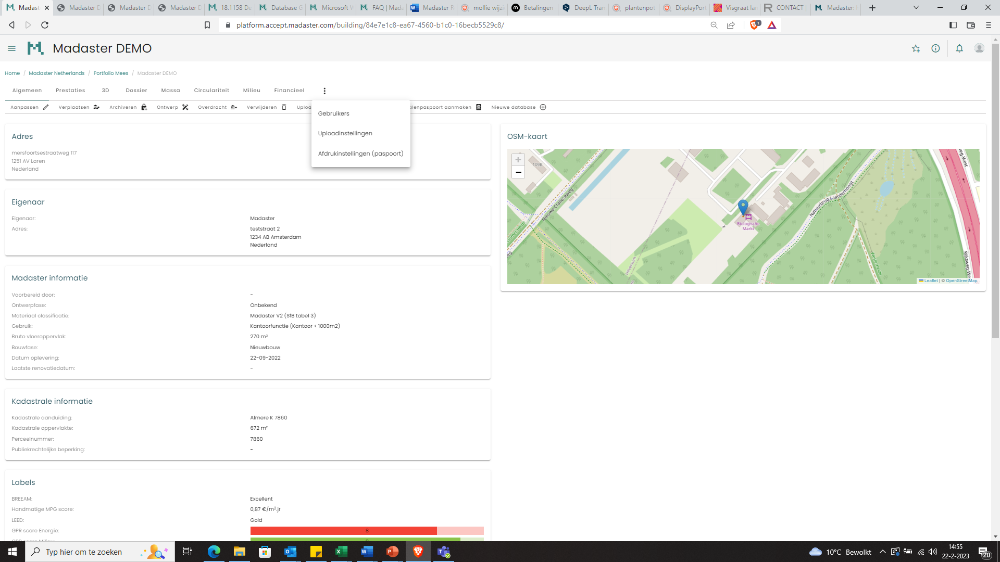 Madast
Madaster D
Madaster D
Madaster D
18.1158 De
Database G
Microsoft W
FAQ | Mada
Madaster R
mollie wijzi
Betalingen
DeepL Tran
plantenpot
DisplayPort
Visgraat lan
CONTACT |
Madaster:
platform.accept.madaster.com/building/84e7e1c8-ea67-4560-b1c0-16becb5529c8/
1
Madaster DEMO
Home / Madaster Netherlands / Portfolio Mees / Madaster DEMO
Algemeen Prestaties 3D Dossier Massa Circulariteit Milieu Financieel
Aanpassen Verplaatsen Archiveren Ontwerp Overdracht Verwijderen Uploa alenpaspoort aanmaken Nieuwe database
Gebruikers
Uploadinstellingen
Afdrukinstellingen (paspoort)
Adres
mersfoortsestraatweg 117
1251 AV Laren
Nederland
Eigenaar
Eigenaar: Madaster
Adres: teststraat 2
1234 AB Amsterdam
Nederland
Madaster informatie
Voorbereid door: -
Ontwerpfase: Onbekend
Materiaal classificatie: Madaster V2 (SfB tabel 3)
Gebruik: Kantoorfunctie (Kantoor < 1000m2)
Bruto vloeroppervlak: 270 m²
Bouwfase: Nieuwbouw
Datum oplevering: 22-09-2022
Laatste renovatiedatum: -
Kadastrale informatie
Kadastrale aanduiding: Almere K 7860
Kadastrale oppervlakte: 672 m²
Perceelnummer: 7860
Publiekrechtelijke beperking: -
Labels
BREEAM: Excellent
Handmatige MPG score: 0,87 €/m².jr
LEED: Gold
GPR score Energie: 8
OSM-kaart
+
−
109B
Nieuwe Crailoseweg
Natuurbrug Laarderhoogt
Biologische
Markt
Hilversum
Westerheide
Rijksweg-We
g-West
Leaflet | © OpenStreetMap
Typ hier om te zoeken
10°C Bewolkt
14:55
22-2-2023
20